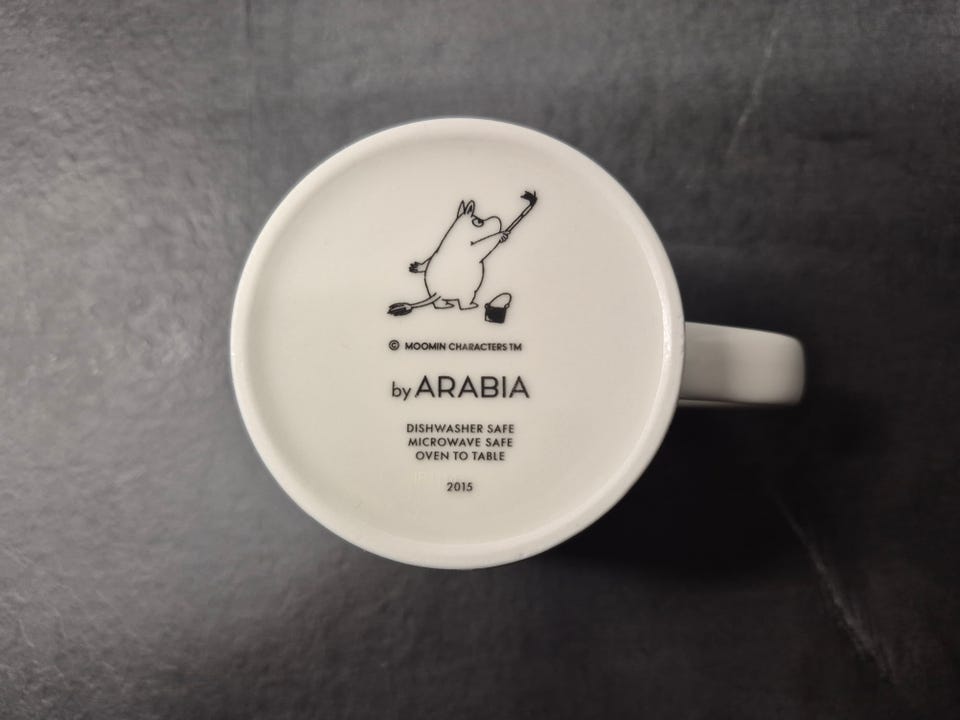 © MOOMIN CHARACTERS TM
by ARABIA
DISHWASHER SAFE
MICROWAVE SAFE
OVEN TO TABLE
2015